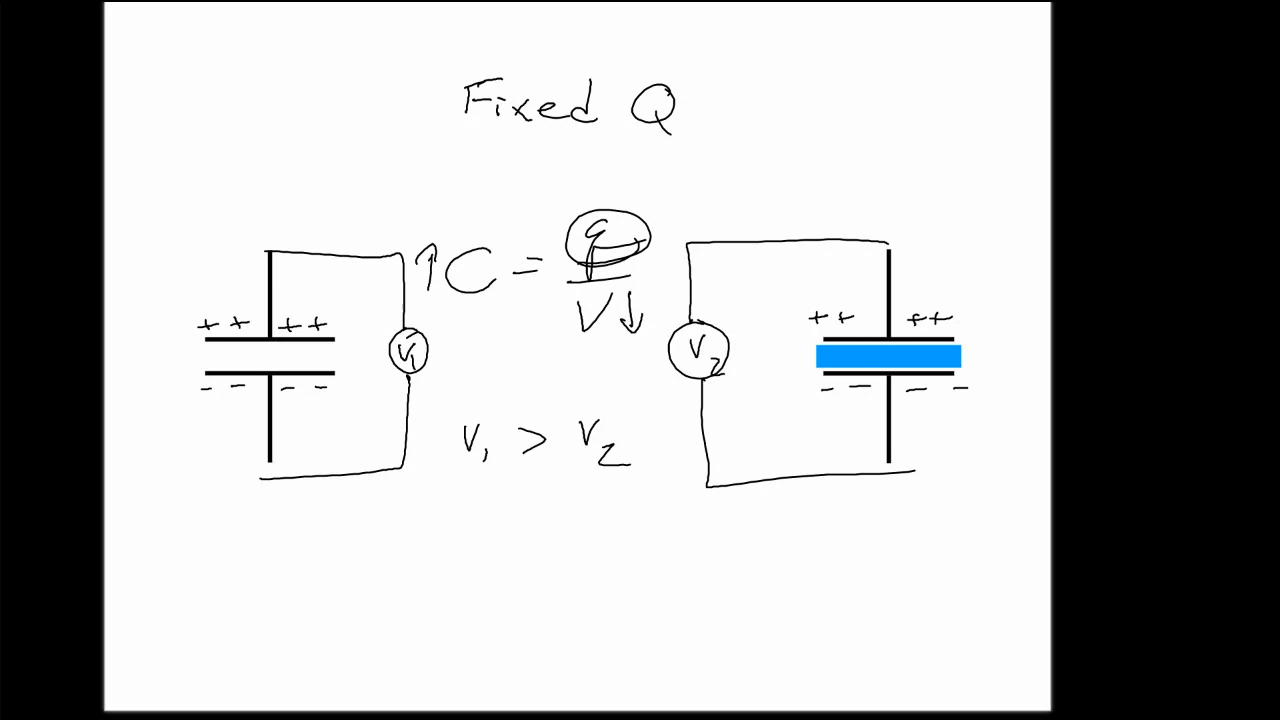 Fixed Q
↑C = q/V↓
++ ++
-- --
V₁
V₂
++ ++
-- --
V₁ > V₂